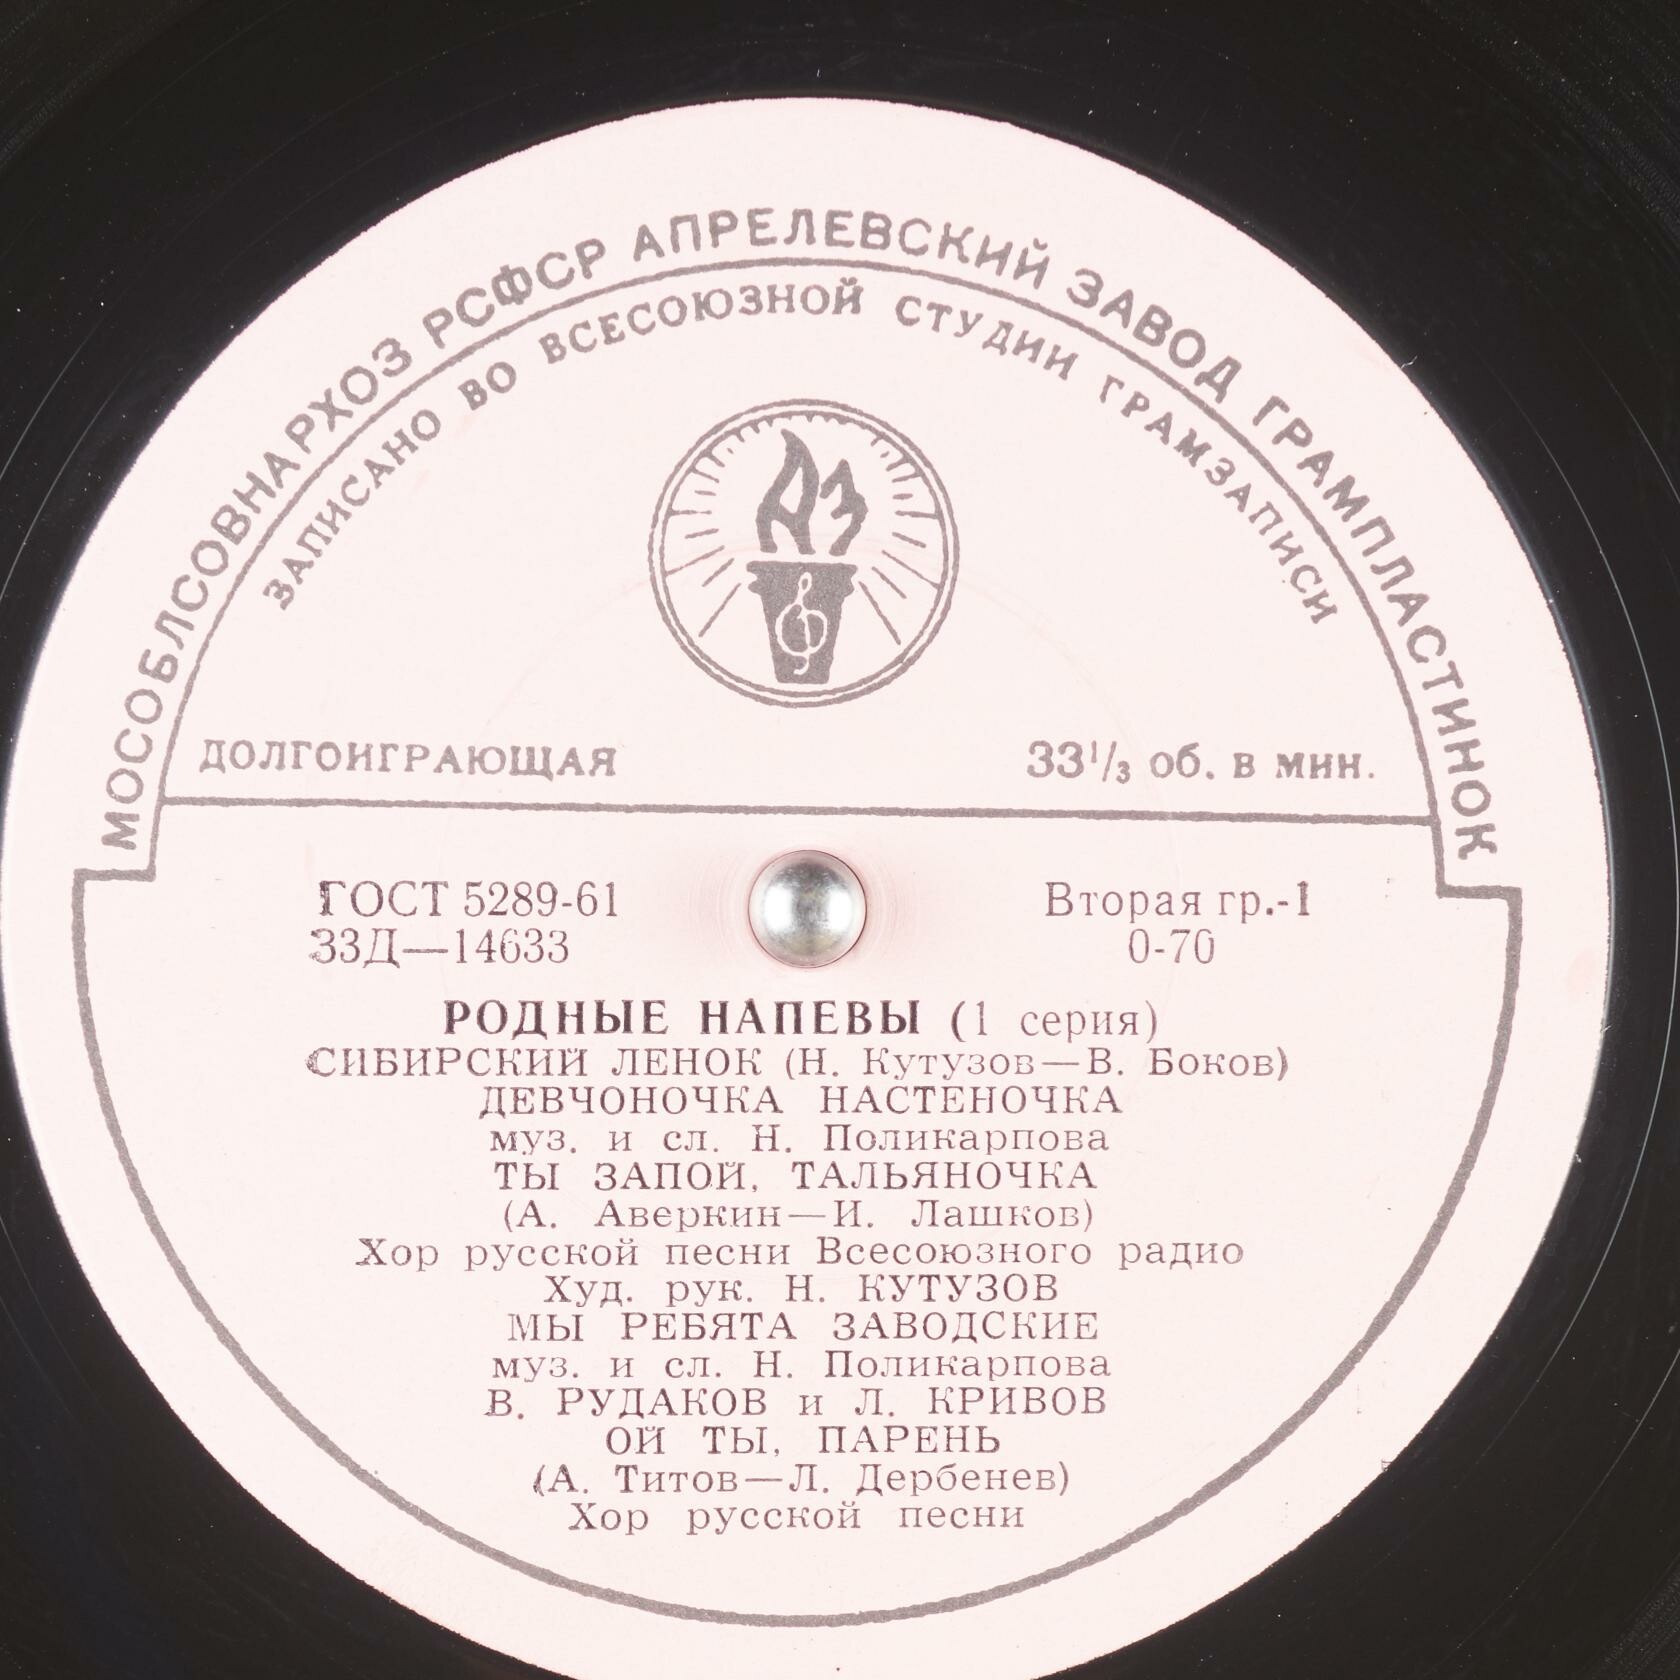 МОСОБЛСОВНАРХОЗ РСФСР АПРЕЛЕВСКИЙ ЗАВОД ГРАМПЛАСТИНОК
ЗАПИСАНО ВО ВСЕСОЮЗНОЙ СТУДИИ ГРАМЗАПИСИ
АЗ
ДОЛГОИГРАЮЩАЯ 33 1/3 об. в мин.
ГОСТ 5289-61 Вторая гр.-1
33Д—14633 0-70
РОДНЫЕ НАПЕВЫ (1 серия)
СИБИРСКИЙ ЛЕНОК (Н. Кутузов—В. Боков)
ДЕВЧОНОЧКА НАСТЕНОЧКА
муз. и сл. Н. Поликарпова
ТЫ ЗАПОЙ, ТАЛЬЯНОЧКА
(А. Аверкин—И. Лашков)
Хор русской песни Всесоюзного радио
Худ. рук. Н. КУТУЗОВ
МЫ РЕБЯТА ЗАВОДСКИЕ
муз. и сл. Н. Поликарпова
В. РУДАКОВ и Л. КРИВОВ
ОЙ ТЫ, ПАРЕНЬ
(А. Титов—Л. Дербенев)
Хор русской песни